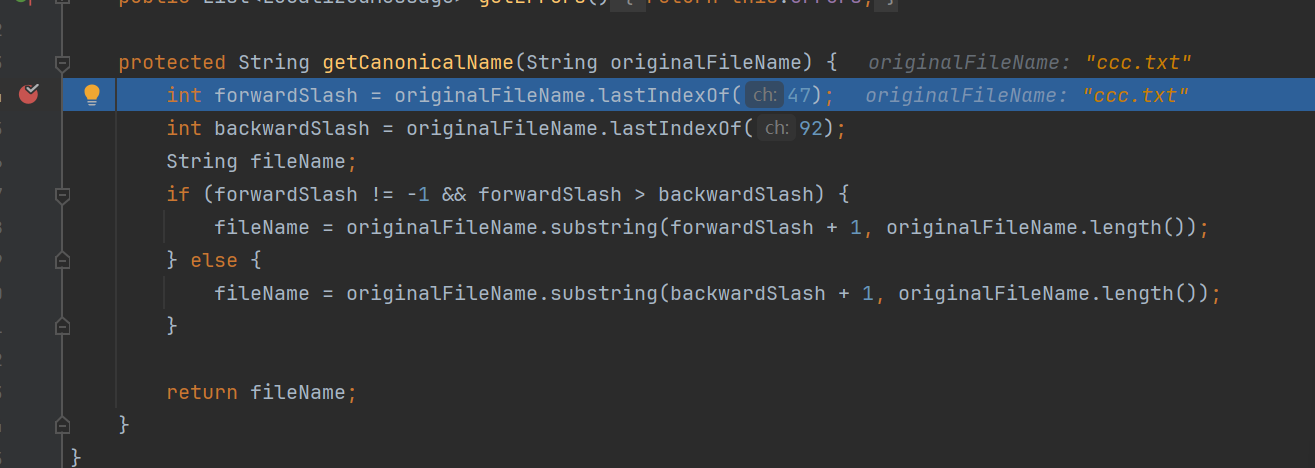 public List<LocalizedMessage> getErrors() { return this.errors; }
protected String getCanonicalName(String originalFileName) { originalFileName: "ccc.txt"
int forwardSlash = originalFileName.lastIndexOf( ch: 47); originalFileName: "ccc.txt"
int backwardSlash = originalFileName.lastIndexOf( ch: 92);
String fileName;
if (forwardSlash != -1 && forwardSlash > backwardSlash) {
fileName = originalFileName.substring(forwardSlash + 1, originalFileName.length());
} else {
fileName = originalFileName.substring(backwardSlash + 1, originalFileName.length());
}
return fileName;
}
}